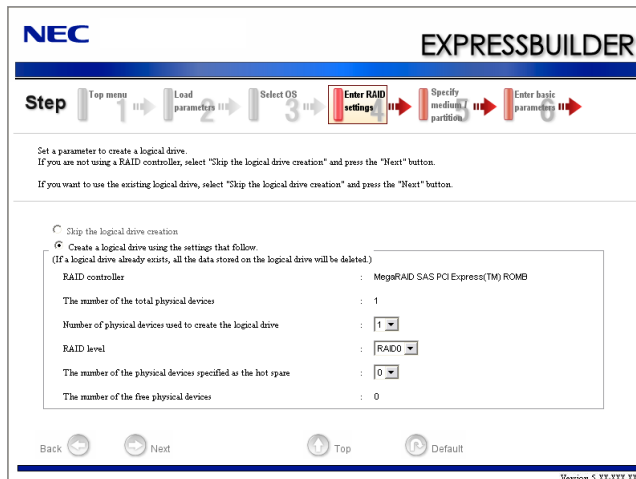 NEC
EXPRESSBUILDER
Step
Top menu
1
Load
parameters
2
Select OS
3
Enter RAID
settings
4
Specify
medium /
partition
5
Enter basic
parameters
6
Set a parameter to create a logical drive.
If you are not using a RAID controller, select "Skip the logical drive creation" and press the "Next" button.
If you want to use the existing logical drive, select "Skip the logical drive creation" and press the "Next" button.
Skip the logical drive creation
Create a logical drive using the settings that follow.
(If a logical drive already exists, all the data stored on the logical drive will be deleted.)
RAID controller : MegaRAID SAS PCI Express(TM) ROMB
The number of the total physical devices : 1
Number of physical devices used to create the logical drive : 1
RAID level : RAID0
The number of the physical devices specified as the hot spare : 0
The number of the free physical devices : 0
Back Next Top Default